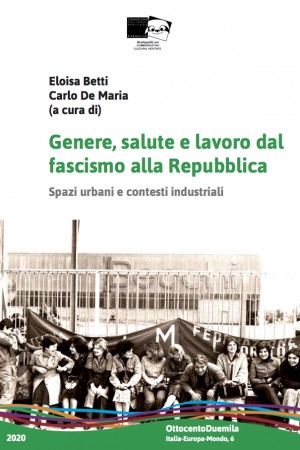 Eloisa Betti
Carlo De Maria
(a cura di)
Genere, salute e lavoro dal
fascismo alla Repubblica
Spazi urbani e contesti industriali
M FE
2020
OttocentoDuemila
Italia-Europa-Mondo, 6